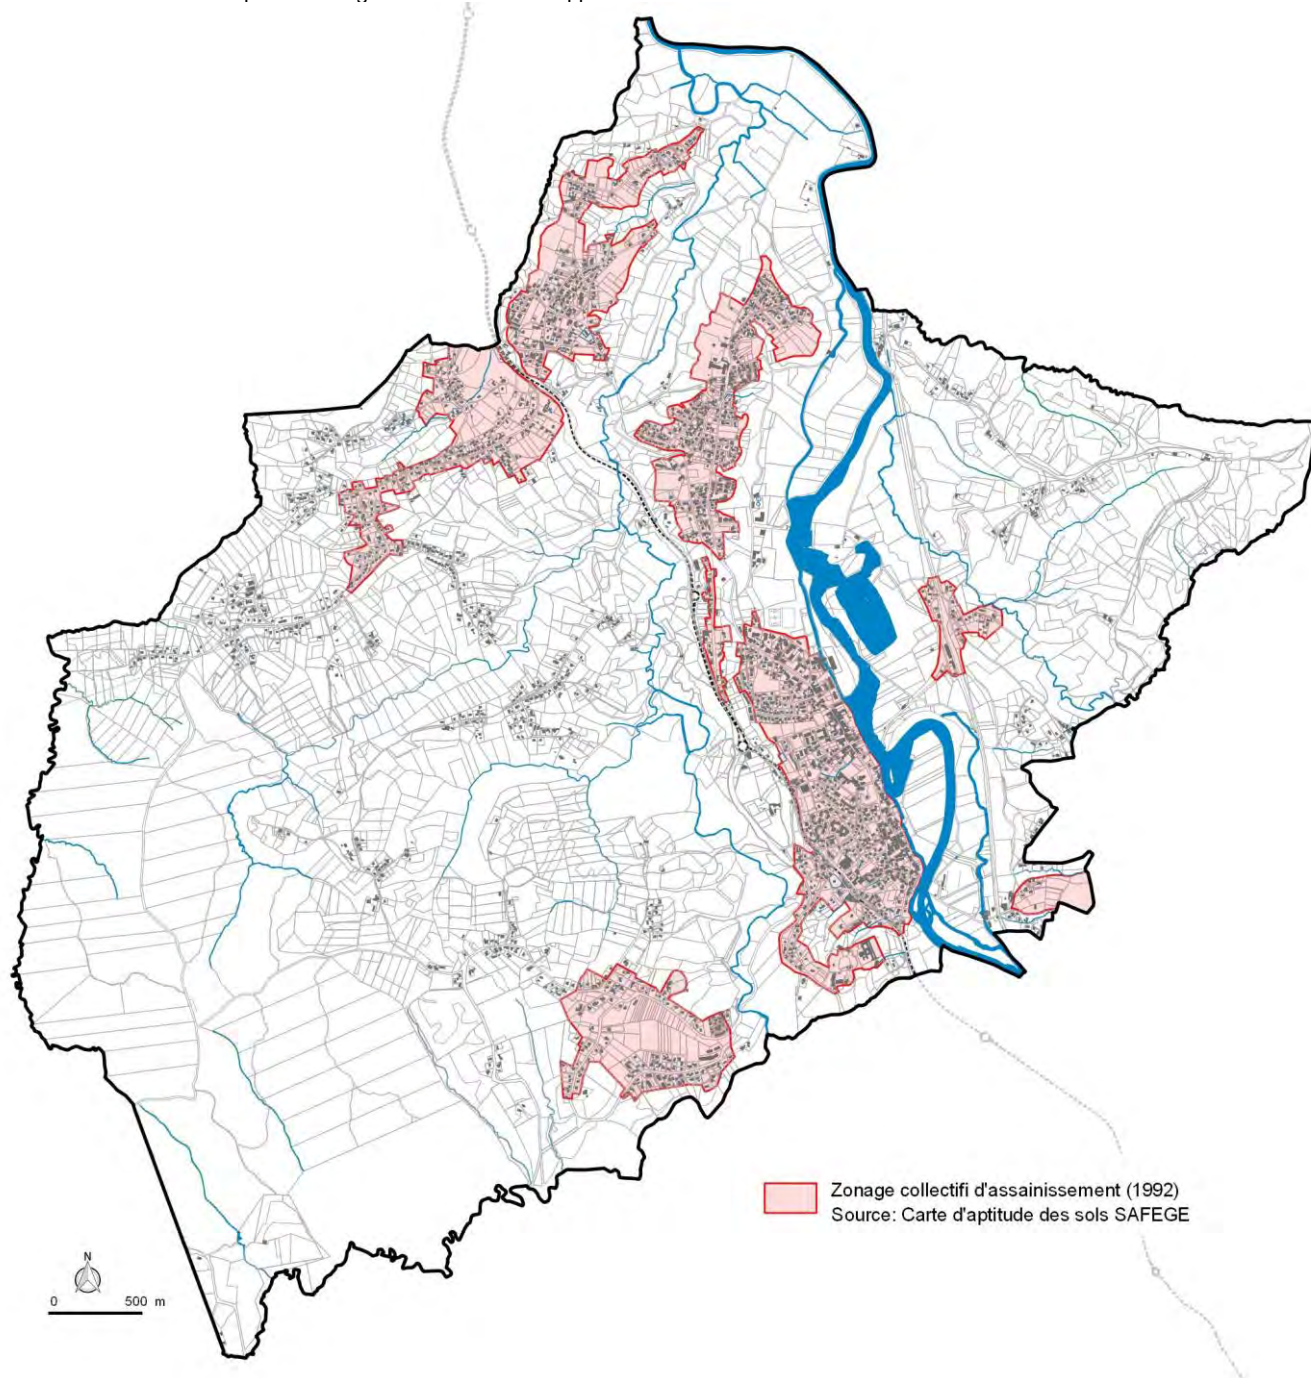 Zonage collectifi d'assainissement (1992)
Source: Carte d'aptitude des sols SAFEGE
N
0 500 m